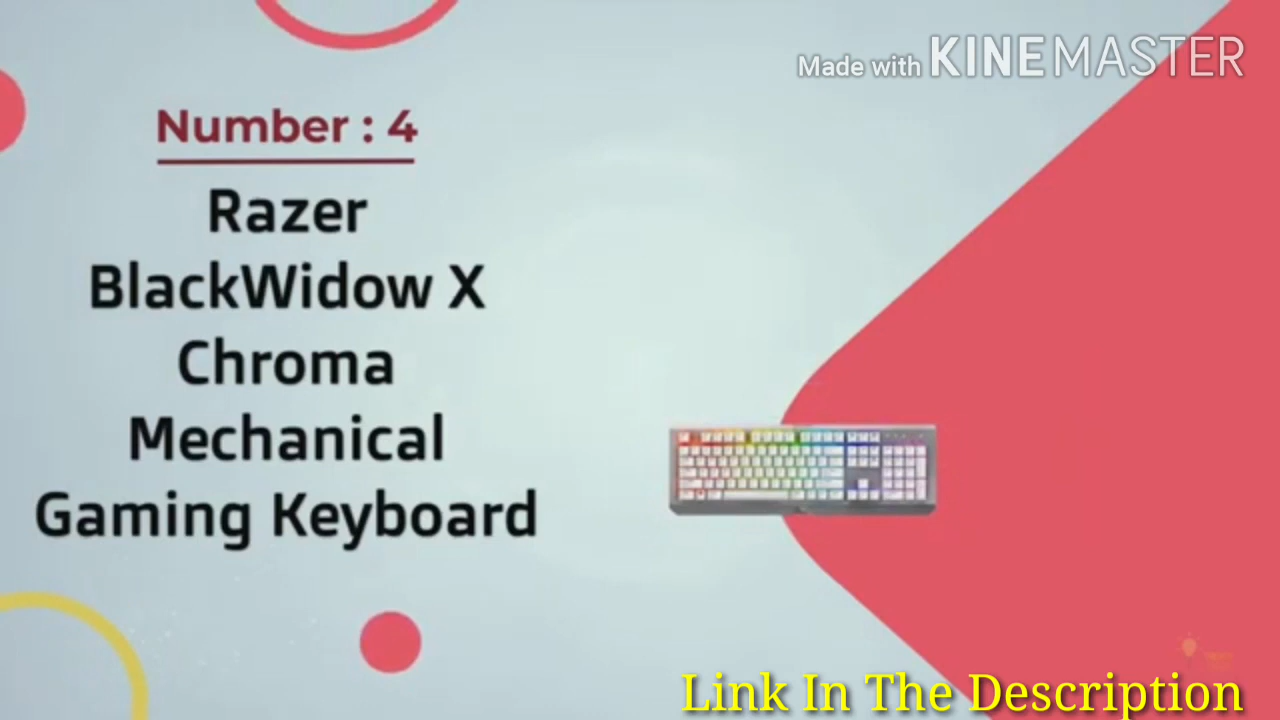 Made with KINEMASTER
Number : 4
Razer
BlackWidow X
Chroma
Mechanical
Gaming Keyboard
Link In The Description